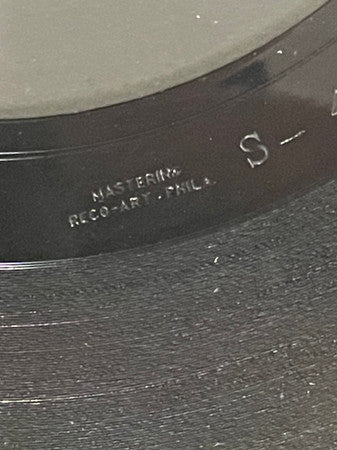 MASTERING
RECO-ART · PHILA.
S-